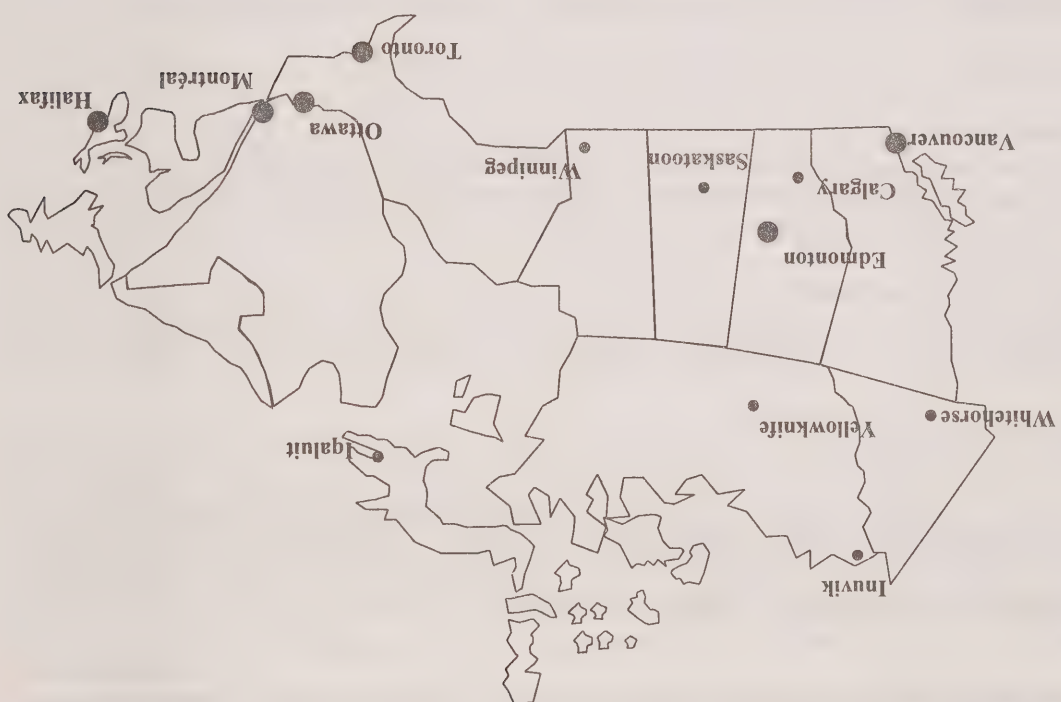 Inuvik
Whitehorse
Yellowknife
Iqaluit
Edmonton
Calgary
Saskatoon
Vancouver
Winnipeg
Ottawa
Halifax
Montréal
Toronto